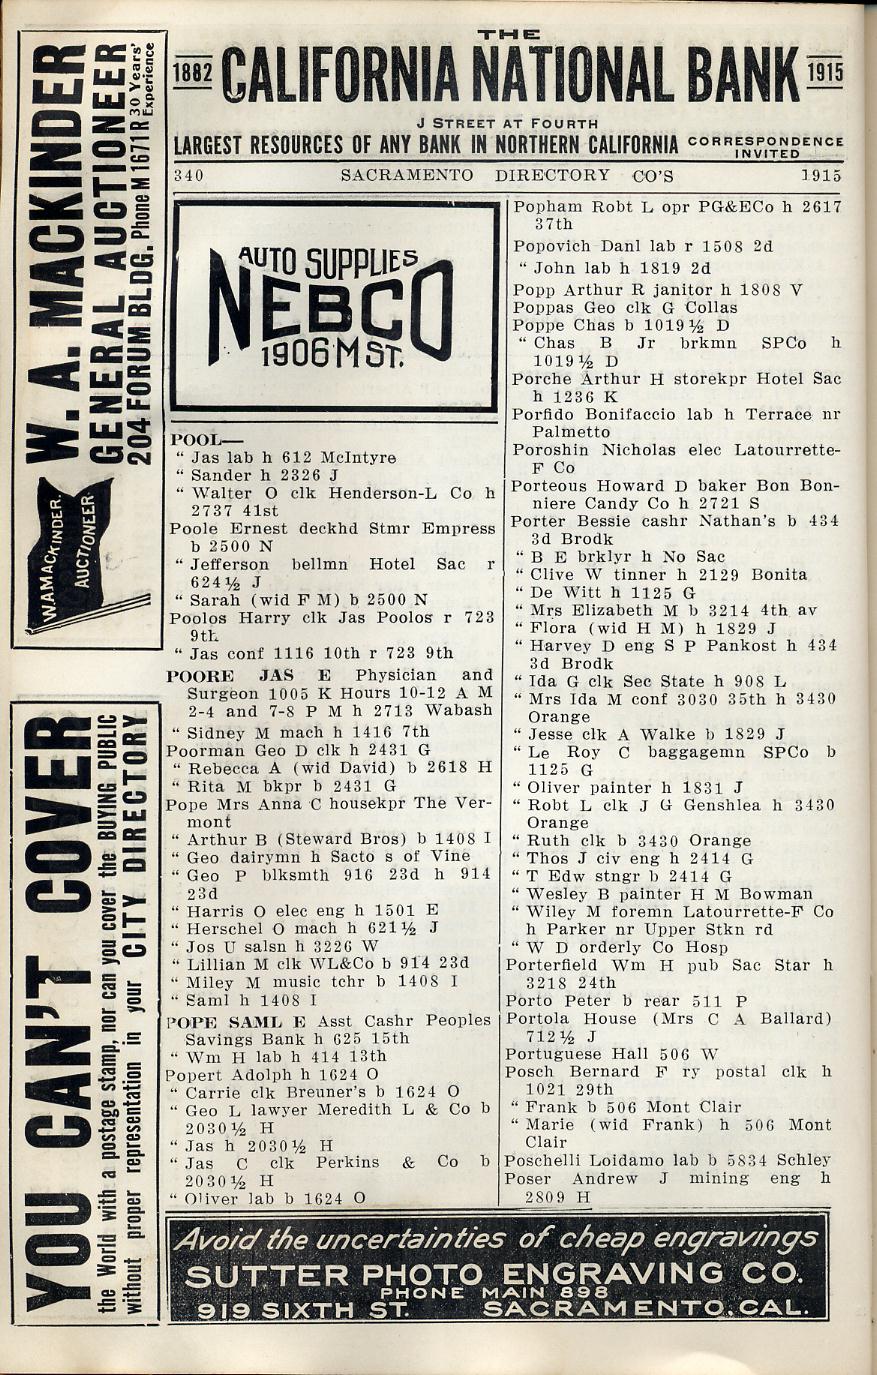 THE
1882 CALIFORNIA NATIONAL BANK 1915
J STREET AT FOURTH
LARGEST RESOURCES OF ANY BANK IN NORTHERN CALIFORNIA CORRESPONDENCE
INVITED
340 SACRAMENTO DIRECTORY CO'S 1915
W. A. MACKINDER
GENERAL AUCTIONEER
204 FORUM BLDG. Phone M 1671 R 30 Years'
Experience
W.A.MACKINDER.
AUCTIONEER.
YOU CAN'T COVER
the World with a postage stamp, nor can you cover the BUYING PUBLIC
without proper representation in your CITY DIRECTORY
AUTO SUPPLIES
NEBCO
1906 M ST.
POOL—
“ Jas lab h 612 McIntyre
“ Sander h 2326 J
“ Walter O clk Henderson-L Co h
2737 41st
Poole Ernest deckhd Stmr Empress
b 2500 N
“ Jefferson bellmn Hotel Sac r
624½ J
“ Sarah (wid F M) b 2500 N
Poolos Harry clk Jas Poolos r 723
9th
“ Jas conf 1116 10th r 723 9th
POORE JAS E Physician and
Surgeon 1005 K Hours 10-12 A M
2-4 and 7-8 P M h 2713 Wabash
“ Sidney M mach h 1416 7th
Poorman Geo D clk h 2431 G
“ Rebecca A (wid David) b 2618 H
“ Rita M bkpr b 2431 G
Pope Mrs Anna C housekpr The Ver-
mont
“ Arthur B (Steward Bros) b 1408 I
“ Geo dairymn h Sacto s of Vine
“ Geo P blksmth 916 23d h 914
23d
“ Harris O elec eng h 1501 E
“ Herschel O mach h 621½ J
“ Jos U salsn h 3226 W
“ Lillian M clk WL&Co b 914 23d
“ Miley M music tchr b 1408 I
“ Saml h 1408 I
POPE SAML E Asst Cashr Peoples
Savings Bank h 625 15th
“ Wm H lab h 414 13th
Popert Adolph h 1624 O
“ Carrie clk Breuner's b 1624 O
“ Geo L lawyer Meredith L & Co b
2030½ H
“ Jas h 2030½ H
“ Jas C clk Perkins & Co b
2030½ H
“ Oliver lab b 1624 O
Popham Robt L opr PG&ECo h 2617
37th
Popovich Danl lab r 1508 2d
“ John lab h 1819 2d
Popp Arthur R janitor h 1808 V
Poppas Geo clk G Collas
Poppe Chas b 1019½ D
“ Chas B Jr brkmn SPCo h
1019½ D
Porche Arthur H storekpr Hotel Sac
h 1236 K
Porfido Bonifaccio lab h Terrace nr
Palmetto
Poroshin Nicholas elec Latourrette-
F Co
Porteous Howard D baker Bon Bon-
niere Candy Co h 2721 S
Porter Bessie cashr Nathan's b 434
3d Brodk
“ B E brklyr h No Sac
“ Clive W tinner h 2129 Bonita
“ De Witt h 1125 G
“ Mrs Elizabeth M b 3214 4th av
“ Flora (wid H M) h 1829 J
“ Harvey D eng S P Pankost h 434
3d Brodk
“ Ida G clk Sec State h 908 L
“ Mrs Ida M conf 3030 35th h 3430
Orange
“ Jesse clk A Walke b 1829 J
“ Le Roy C baggagemn SPCo b
1125 G
“ Oliver painter h 1831 J
“ Robt L clk J G Genshlea h 3430
Orange
“ Ruth clk b 3430 Orange
“ Thos J civ eng h 2414 G
“ T Edw stngr b 2414 G
“ Wesley B painter H M Bowman
“ Wiley M foremn Latourrette-F Co
h Parker nr Upper Stkn rd
“ W D orderly Co Hosp
Porterfield Wm H pub Sac Star h
3218 24th
Porto Peter b rear 511 P
Portola House (Mrs C A Ballard)
712½ J
Portuguese Hall 506 W
Posch Bernard F ry postal clk h
1021 29th
“ Frank b 506 Mont Clair
“ Marie (wid Frank) h 506 Mont
Clair
Poschelli Loidamo lab b 5834 Schley
Poser Andrew J mining eng h
2809 H
Avoid the uncertainties of cheap engravings
SUTTER PHOTO ENGRAVING CO.
PHONE MAIN 898
919 SIXTH ST. SACRAMENTO, CAL.